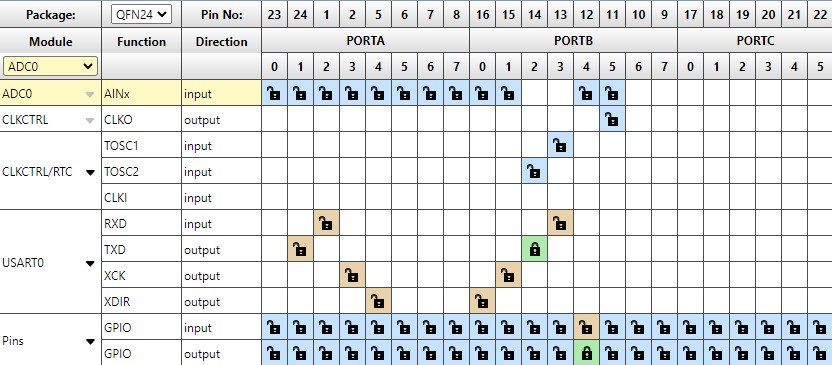 Package: QFN24 Pin No: 23 24 1 2 4 5 6 7 8 16 15 14 13 12 11 10 9 17 18 19 20 21 22
Module Function Direction PORTA PORTB PORTC
ADC0 0 1 2 3 4 5 6 7 0 1 2 3 4 5 6 7 0 1 2 3 4 5
ADC0 AINx input
CLKCTRL CLKO output
TOSC1 input
CLKCTRL/RTC TOSC2 input
CLKI input
RXD input
TXD output
USART0
XCK output
XDIR output
GPIO input
Pins
GPIO output